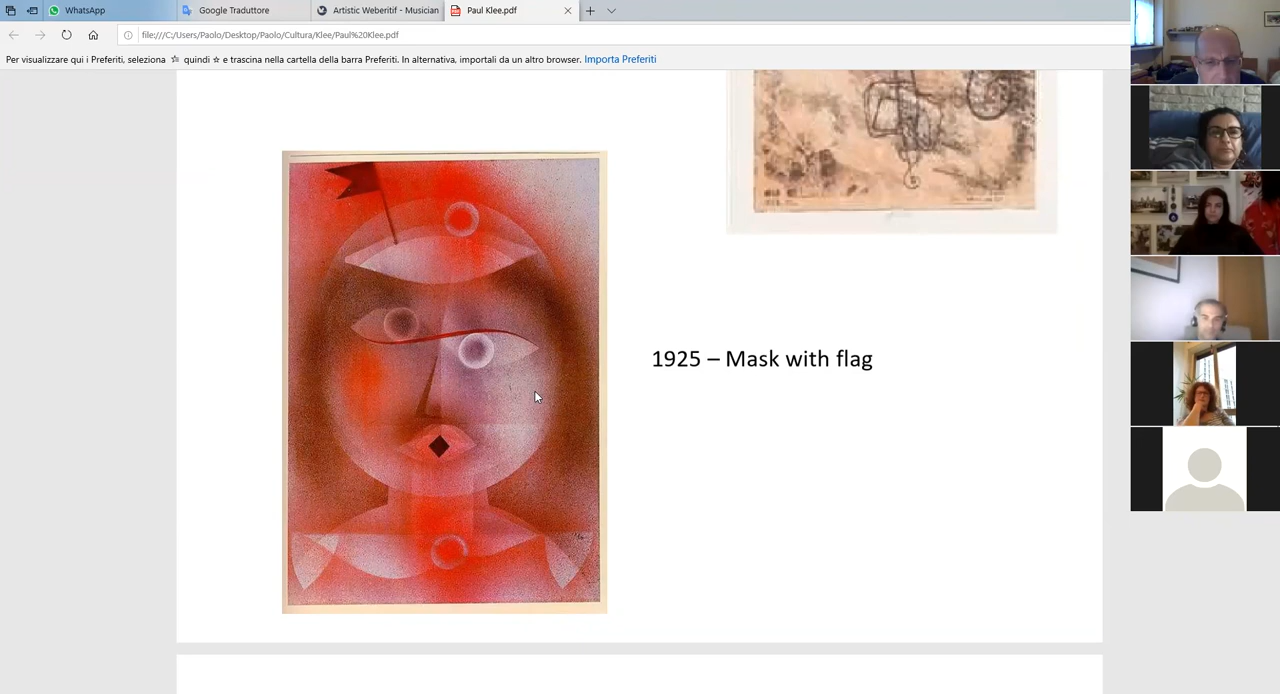 WhatsApp
Google Traduttore
Artistic Weberitif - Musician
Paul Klee.pdf
file:///C:/Users/Paolo/Desktop/Paolo/Cultura/Klee/Paul%20Klee.pdf
Per visualizzare qui i Preferiti, seleziona quindi ☆ e trascina nella cartella della barra Preferiti. In alternativa, importali da un altro browser. Importa Preferiti
1925 – Mask with flag